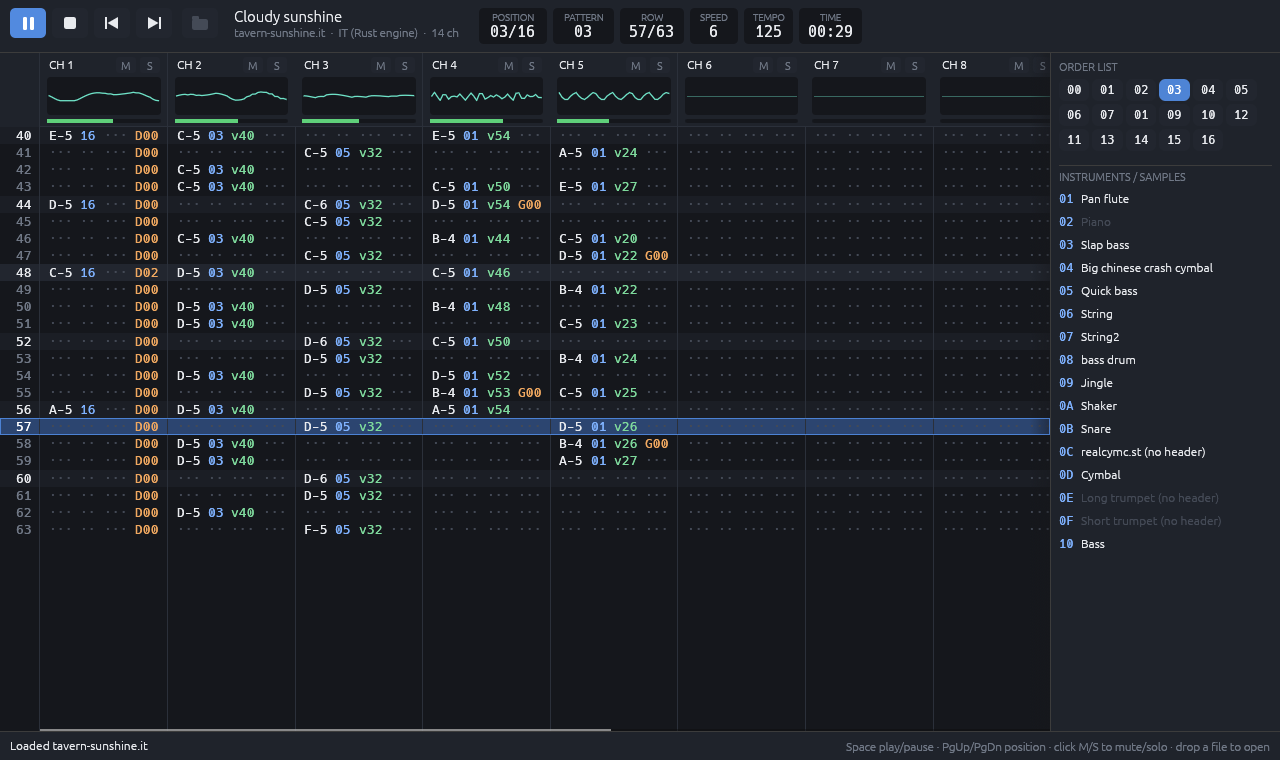 Cloudy sunshine
tavern-sunshine.it · IT (Rust engine) · 14 ch
POSITION 03/16
PATTERN 03
ROW 57/63
SPEED 6
TEMPO 125
TIME 00:29
CH 1 M S CH 2 M S CH 3 M S CH 4 M S CH 5 M S CH 6 M S CH 7 M S CH 8 M S
40 E-5 16 ·· D00 C-5 03 v40 ··· ··· ·· ·· ··· E-5 01 v54 ··· ··· ·· ·· ··· ··· ·· ·· ··· ··· ·· ·· ··· ··· ·· ·· ···
41 ··· ·· ·· D00 ··· ·· ·· ··· C-5 05 v32 ··· ··· ·· ·· ··· A-5 01 v24 ··· ··· ·· ·· ··· ··· ·· ·· ··· ··· ·· ·· ···
42 ··· ·· ·· D00 C-5 03 v40 ··· ··· ·· ·· ··· ··· ·· ·· ··· ··· ·· ·· ··· ··· ·· ·· ··· ··· ·· ·· ··· ··· ·· ·· ···
43 ··· ·· ·· D00 C-5 03 v40 ··· ··· ·· ·· ··· C-5 01 v50 ··· E-5 01 v27 ··· ··· ·· ·· ··· ··· ·· ·· ··· ··· ·· ·· ···
44 D-5 16 ·· D00 ··· ·· ·· ··· C-6 05 v32 ··· D-5 01 v54 G00 ··· ·· ·· ··· ··· ·· ·· ··· ··· ·· ·· ··· ··· ·· ·· ···
45 ··· ·· ·· D00 ··· ·· ·· ··· C-5 05 v32 ··· ··· ·· ·· ··· ··· ·· ·· ··· ··· ·· ·· ··· ··· ·· ·· ··· ··· ·· ·· ···
46 ··· ·· ·· D00 C-5 03 v40 ··· ··· ·· ·· ··· B-4 01 v44 ··· C-5 01 v20 ··· ··· ·· ·· ··· ··· ·· ·· ··· ··· ·· ·· ···
47 ··· ·· ·· D00 ··· ·· ·· ··· C-5 05 v32 ··· ··· ·· ·· ··· D-5 01 v22 G00 ··· ·· ·· ··· ··· ·· ·· ··· ··· ·· ·· ···
48 C-5 16 ·· D02 D-5 03 v40 ··· ··· ·· ·· ··· C-5 01 v46 ··· ··· ·· ·· ··· ··· ·· ·· ··· ··· ·· ·· ··· ··· ·· ·· ···
49 ··· ·· ·· D00 ··· ·· ·· ··· D-5 05 v32 ··· ··· ·· ·· ··· B-4 01 v22 ··· ··· ·· ·· ··· ··· ·· ·· ··· ··· ·· ·· ···
50 ··· ·· ·· D00 D-5 03 v40 ··· ··· ·· ·· ··· B-4 01 v48 ··· ··· ·· ·· ··· ··· ·· ·· ··· ··· ·· ·· ··· ··· ·· ·· ···
51 ··· ·· ·· D00 D-5 03 v40 ··· ··· ·· ·· ··· ··· ·· ·· ··· C-5 01 v23 ··· ··· ·· ·· ··· ··· ·· ·· ··· ··· ·· ·· ···
52 ··· ·· ·· D00 ··· ·· ·· ··· D-6 05 v32 ··· C-5 01 v50 ··· ··· ·· ·· ··· ··· ·· ·· ··· ··· ·· ·· ··· ··· ·· ·· ···
53 ··· ·· ·· D00 ··· ·· ·· ··· D-5 05 v32 ··· ··· ·· ·· ··· B-4 01 v24 ··· ··· ·· ·· ··· ··· ·· ·· ··· ··· ·· ·· ···
54 ··· ·· ·· D00 D-5 03 v40 ··· ··· ·· ·· ··· D-5 01 v52 ··· ··· ·· ·· ··· ··· ·· ·· ··· ··· ·· ·· ··· ··· ·· ·· ···
55 ··· ·· ·· D00 ··· ·· ·· ··· D-5 05 v32 ··· B-4 01 v53 G00 C-5 01 v25 ··· ··· ·· ·· ··· ··· ·· ·· ··· ··· ·· ·· ···
56 A-5 16 ·· D00 D-5 03 v40 ··· ··· ·· ·· ··· A-5 01 v54 ··· ··· ·· ·· ··· ··· ·· ·· ··· ··· ·· ·· ··· ··· ·· ·· ···
57 ··· ·· ·· D00 ··· ·· ·· ··· D-5 05 v32 ··· ··· ·· ·· ··· D-5 01 v26 ··· ··· ·· ·· ··· ··· ·· ·· ··· ··· ·· ·· ···
58 ··· ·· ·· D00 D-5 03 v40 ··· ··· ·· ·· ··· ··· ·· ·· ··· B-4 01 v26 G00 ··· ·· ·· ··· ··· ·· ·· ··· ··· ·· ·· ···
59 ··· ·· ·· D00 D-5 03 v40 ··· ··· ·· ·· ··· ··· ·· ·· ··· A-5 01 v27 ··· ··· ·· ·· ··· ··· ·· ·· ··· ··· ·· ·· ···
60 ··· ·· ·· D00 ··· ·· ·· ··· D-6 05 v32 ··· ··· ·· ·· ··· ··· ·· ·· ··· ··· ·· ·· ··· ··· ·· ·· ··· ··· ·· ·· ···
61 ··· ·· ·· D00 ··· ·· ·· ··· D-5 05 v32 ··· ··· ·· ·· ··· ··· ·· ·· ··· ··· ·· ·· ··· ··· ·· ·· ··· ··· ·· ·· ···
62 ··· ·· ·· D00 D-5 03 v40 ··· ··· ·· ·· ··· ··· ·· ·· ··· ··· ·· ·· ··· ··· ·· ·· ··· ··· ·· ·· ··· ··· ·· ·· ···
63 ··· ·· ·· D00 ··· ·· ·· ··· F-5 05 v32 ··· ··· ·· ·· ··· ··· ·· ·· ··· ··· ·· ·· ··· ··· ·· ·· ··· ··· ·· ·· ···
ORDER LIST
00 01 02 03 04 05
06 07 01 09 10 12
11 13 14 15 16
INSTRUMENTS / SAMPLES
01 Pan flute
02 Piano
03 Slap bass
04 Big chinese crash cymbal
05 Quick bass
06 String
07 String2
08 bass drum
09 Jingle
0A Shaker
0B Snare
0C realcymc.st (no header)
0D Cymbal
0E Long trumpet (no header)
0F Short trumpet (no header)
10 Bass
Loaded tavern-sunshine.it
Space play/pause · PgUp/PgDn position · click M/S to mute/solo · drop a file to open